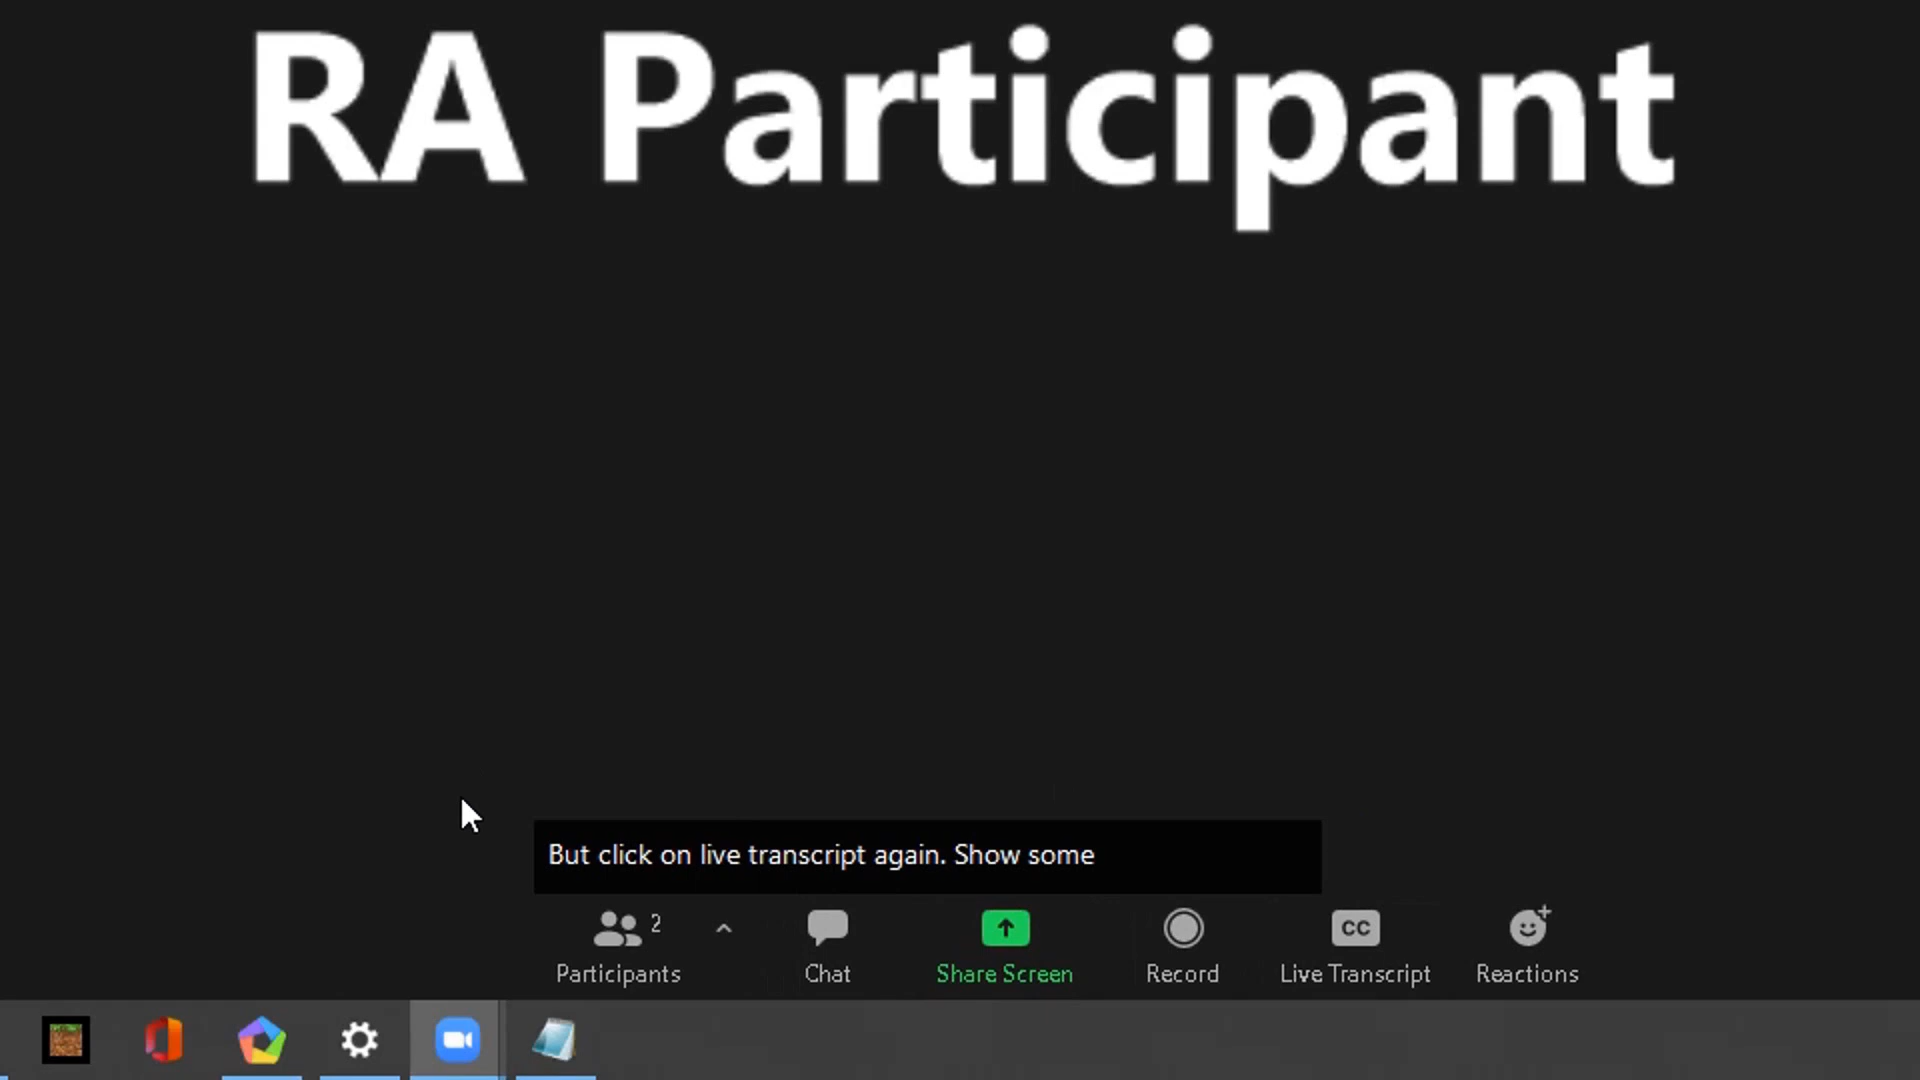 RA Participant
But click on live transcript again. Show some
2
CC
Participants
Chat
Share Screen
Record
Live Transcript
Reactions